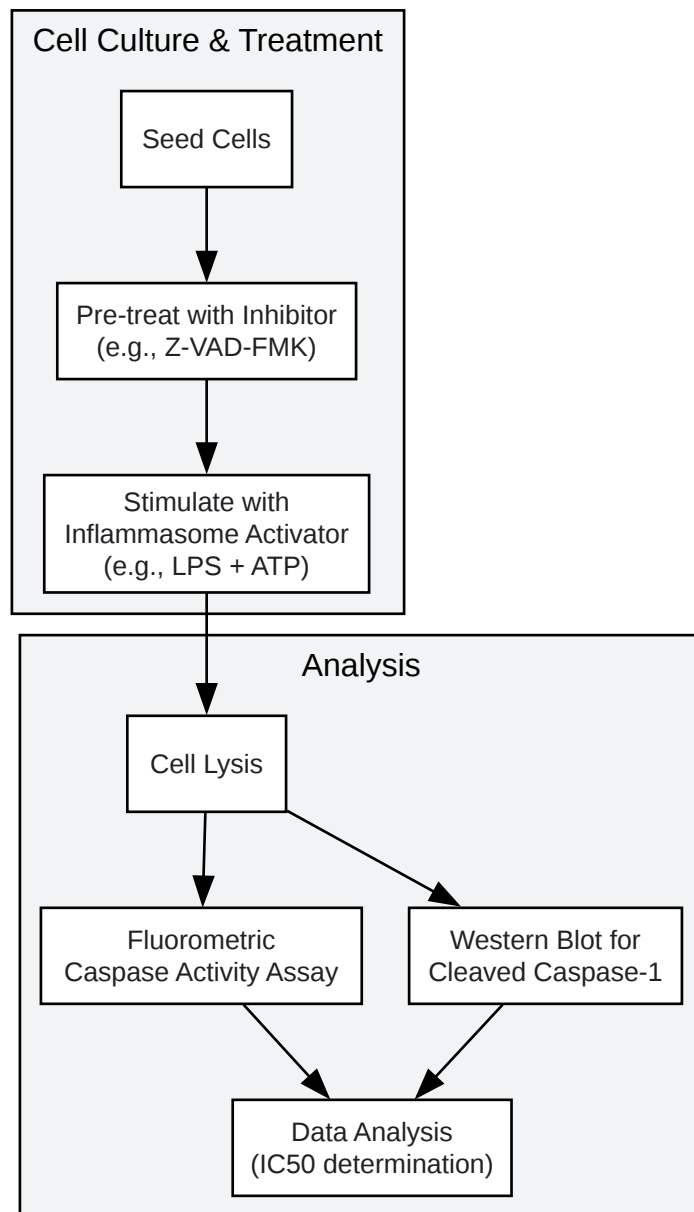 Cell Culture & Treatment
Seed Cells
Pre-treat with Inhibitor
(e.g., Z-VAD-FMK)
Stimulate with
Inflammasome Activator
(e.g., LPS + ATP)
Analysis
Cell Lysis
Fluorometric
Caspase Activity Assay
Western Blot for
Cleaved Caspase-1
Data Analysis
(IC50 determination)